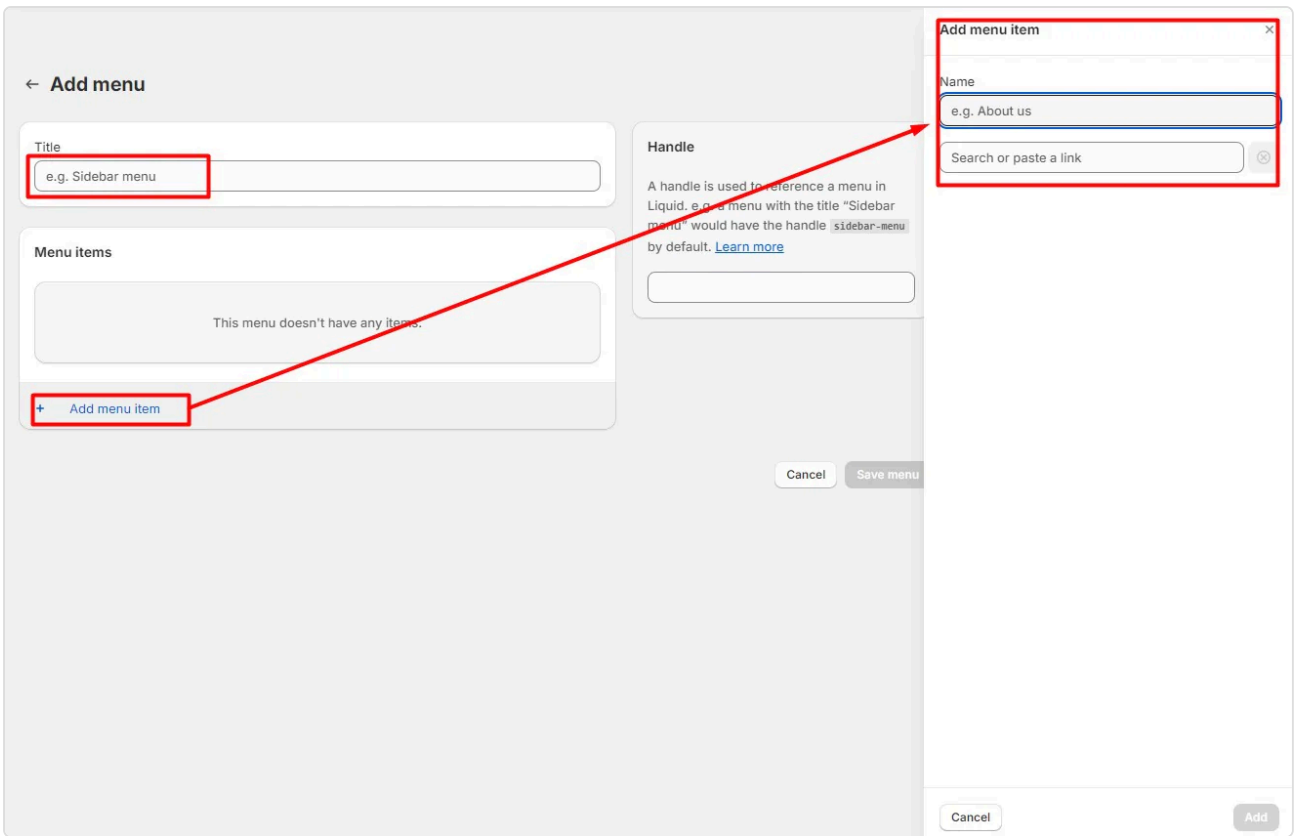 ← Add menu
Title
e.g. Sidebar menu
Menu items
This menu doesn't have any items.
+ Add menu item
Handle
A handle is used to reference a menu in
Liquid. e.g. a menu with the title “Sidebar
menu” would have the handle sidebar-menu
by default. Learn more
Cancel
Save menu
Add menu item
Name
e.g. About us
Search or paste a link
Cancel
Add